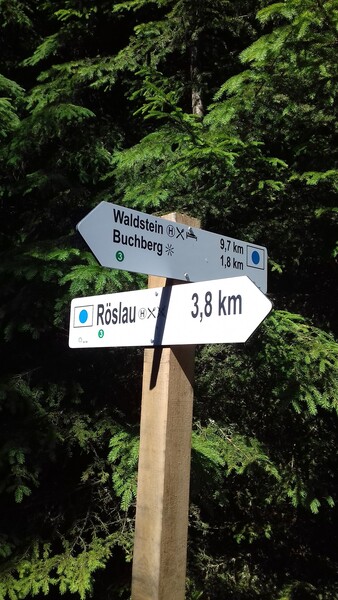 Waldstein H 9,7 km
Buchberg 1,8 km
3
Röslau H 3,8 km
3